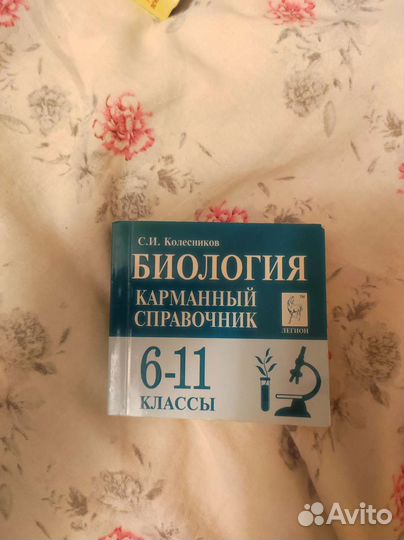 С.И. Колесников
БИОЛОГИЯ
КАРМАННЫЙ
СПРАВОЧНИК
ЛЕГИОН
6-11
КЛАССЫ
Avito